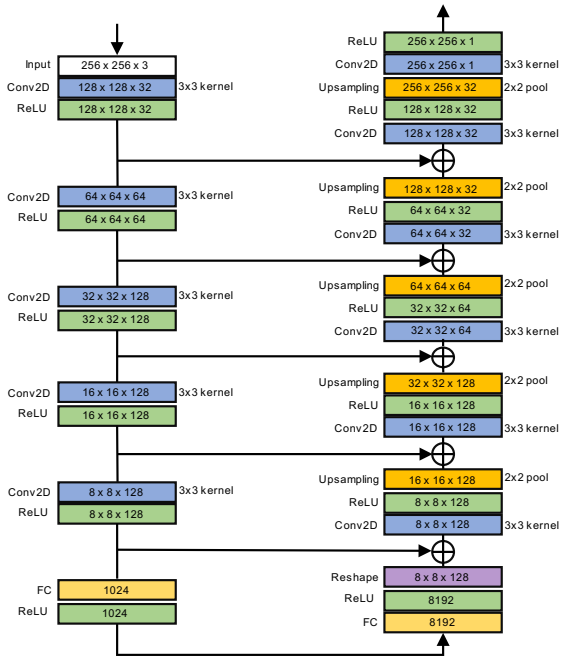 Input 256 x 256 x 3
Conv2D 128 x 128 x 32 3x3 kernel
ReLU 128 x 128 x 32
Conv2D 64 x 64 x 64 3x3 kernel
ReLU 64 x 64 x 64
Conv2D 32 x 32 x 128 3x3 kernel
ReLU 32 x 32 x 128
Conv2D 16 x 16 x 128 3x3 kernel
ReLU 16 x 16 x 128
Conv2D 8 x 8 x 128 3x3 kernel
ReLU 8 x 8 x 128
FC 1024
ReLU 1024
ReLU 256 x 256 x 1
Conv2D 256 x 256 x 1 3x3 kernel
Upsampling 256 x 256 x 32 2x2 pool
ReLU 128 x 128 x 32
Conv2D 128 x 128 x 32 3x3 kernel
Upsampling 128 x 128 x 32 2x2 pool
ReLU 64 x 64 x 32
Conv2D 64 x 64 x 32 3x3 kernel
Upsampling 64 x 64 x 64 2x2 pool
ReLU 32 x 32 x 64
Conv2D 32 x 32 x 64 3x3 kernel
Upsampling 32 x 32 x 128 2x2 pool
ReLU 16 x 16 x 128
Conv2D 16 x 16 x 128 3x3 kernel
Upsampling 16 x 16 x 128 2x2 pool
ReLU 8 x 8 x 128
Conv2D 8 x 8 x 128 3x3 kernel
Reshape 8 x 8 x 128
ReLU 8192
FC 8192